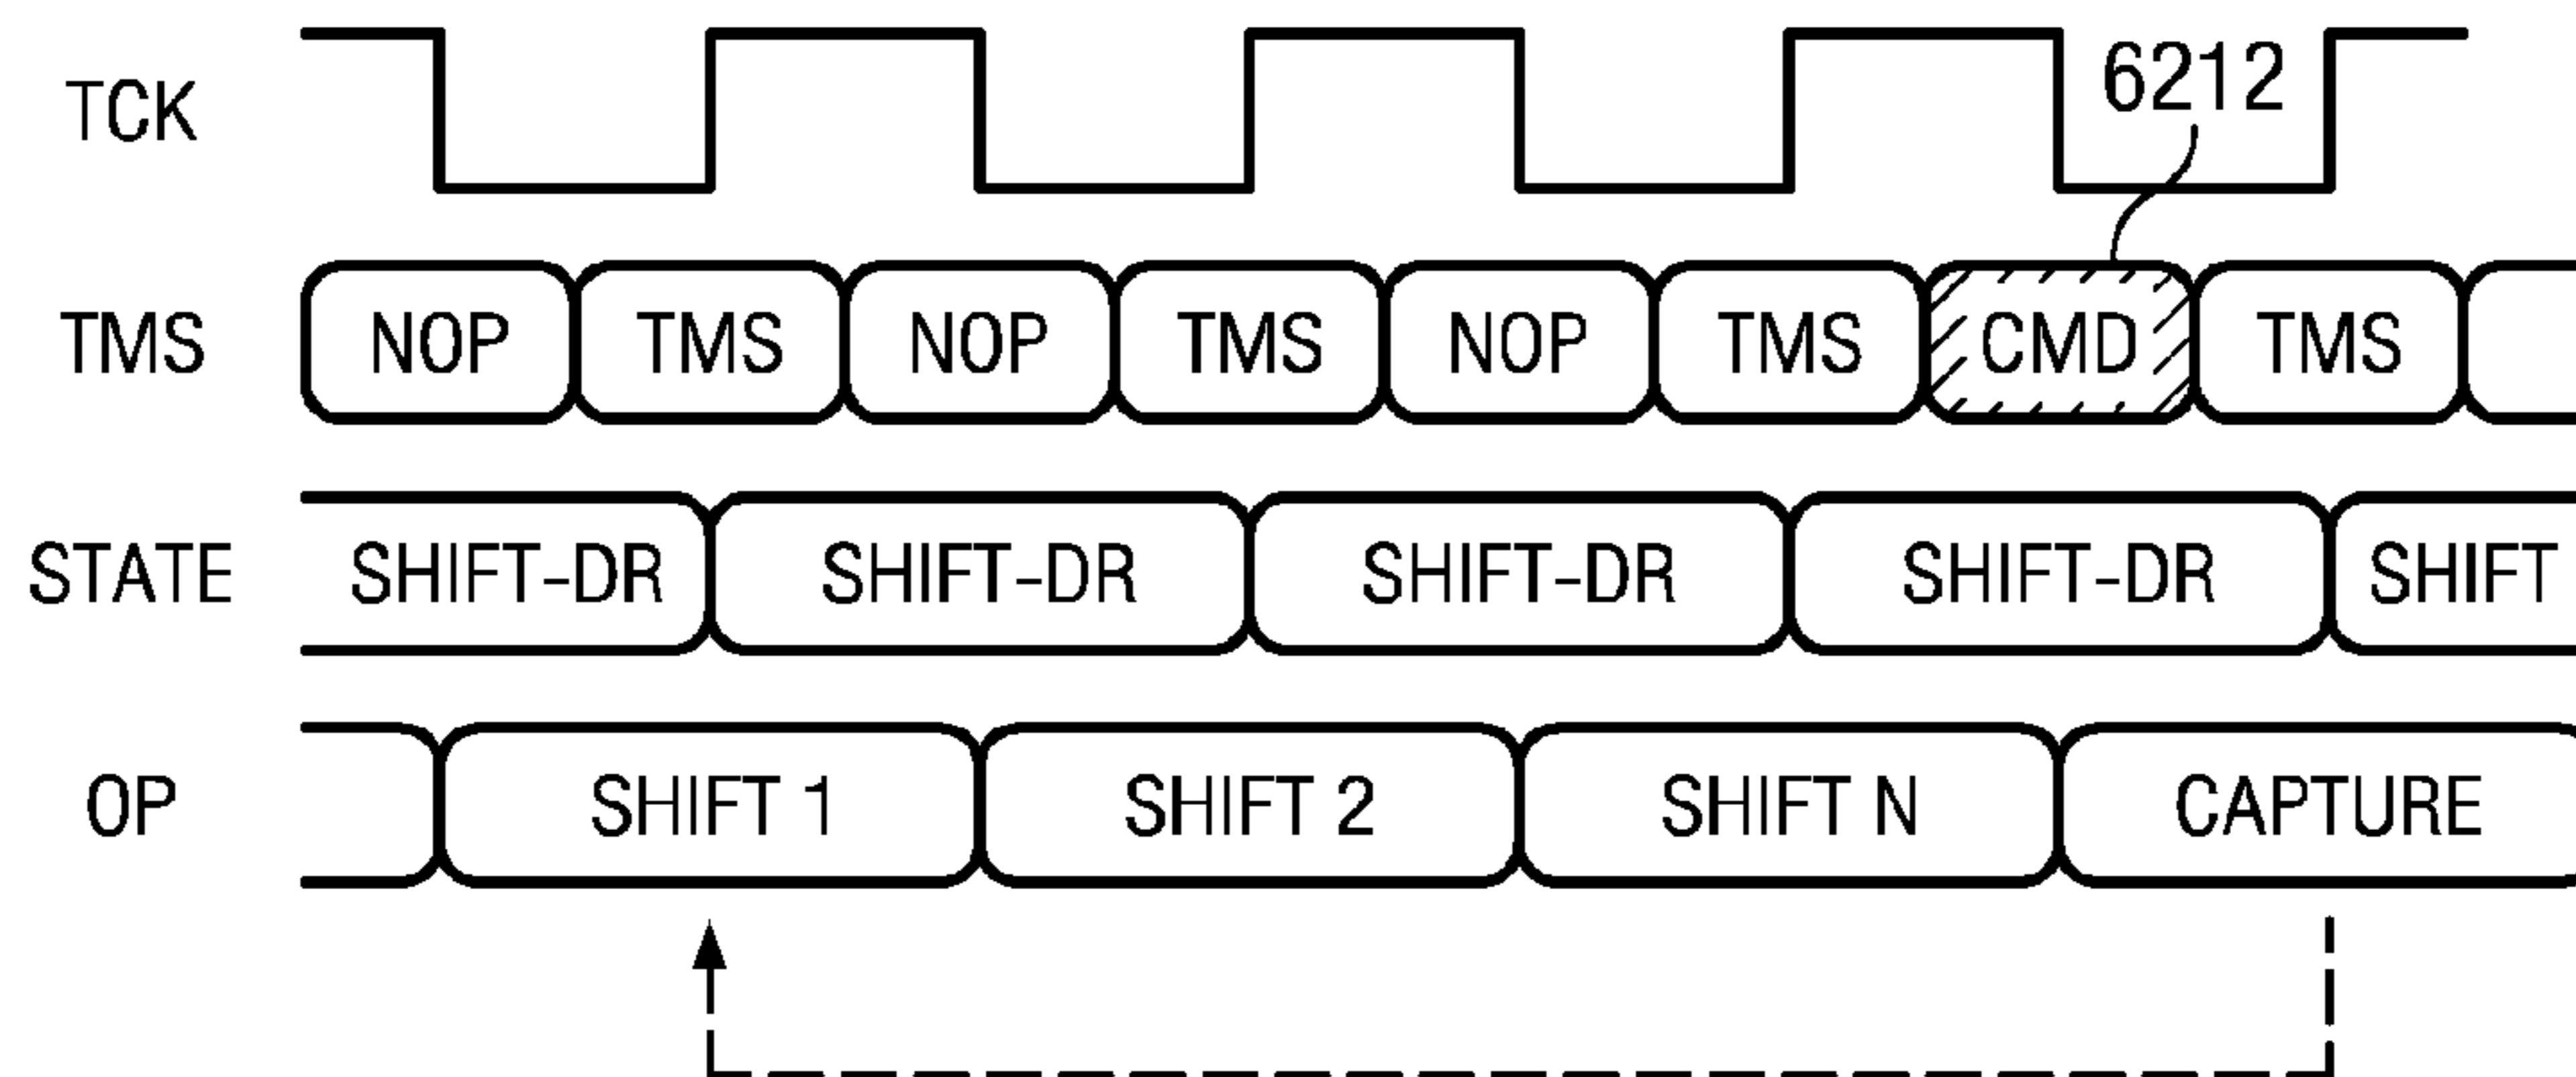 6212
TCK
TMS NOP TMS NOP TMS NOP TMS CMD TMS
STATE SHIFT-DR SHIFT-DR SHIFT-DR SHIFT-DR SHIFT
OP SHIFT 1 SHIFT 2 SHIFT N CAPTURE